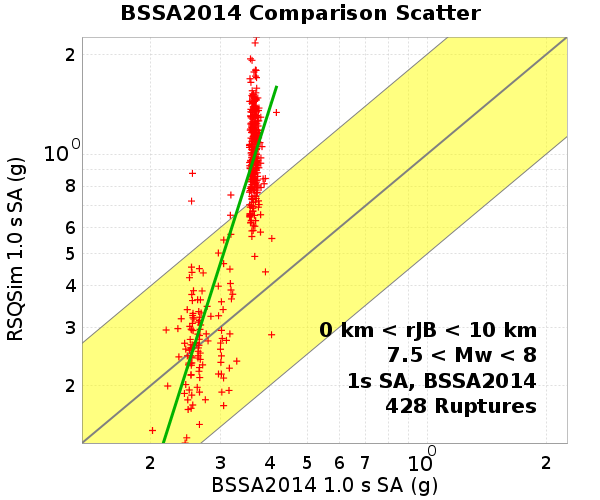 BSSA2014 Comparison Scatter
RSQSim 1.0 s SA (g)
2
10^0
8
6
5
4
3
2
0 km < rJB < 10 km
7.5 < Mw < 8
1s SA, BSSA2014
428 Ruptures
2 3 4 5 6 7 10^0 2
BSSA2014 1.0 s SA (g)